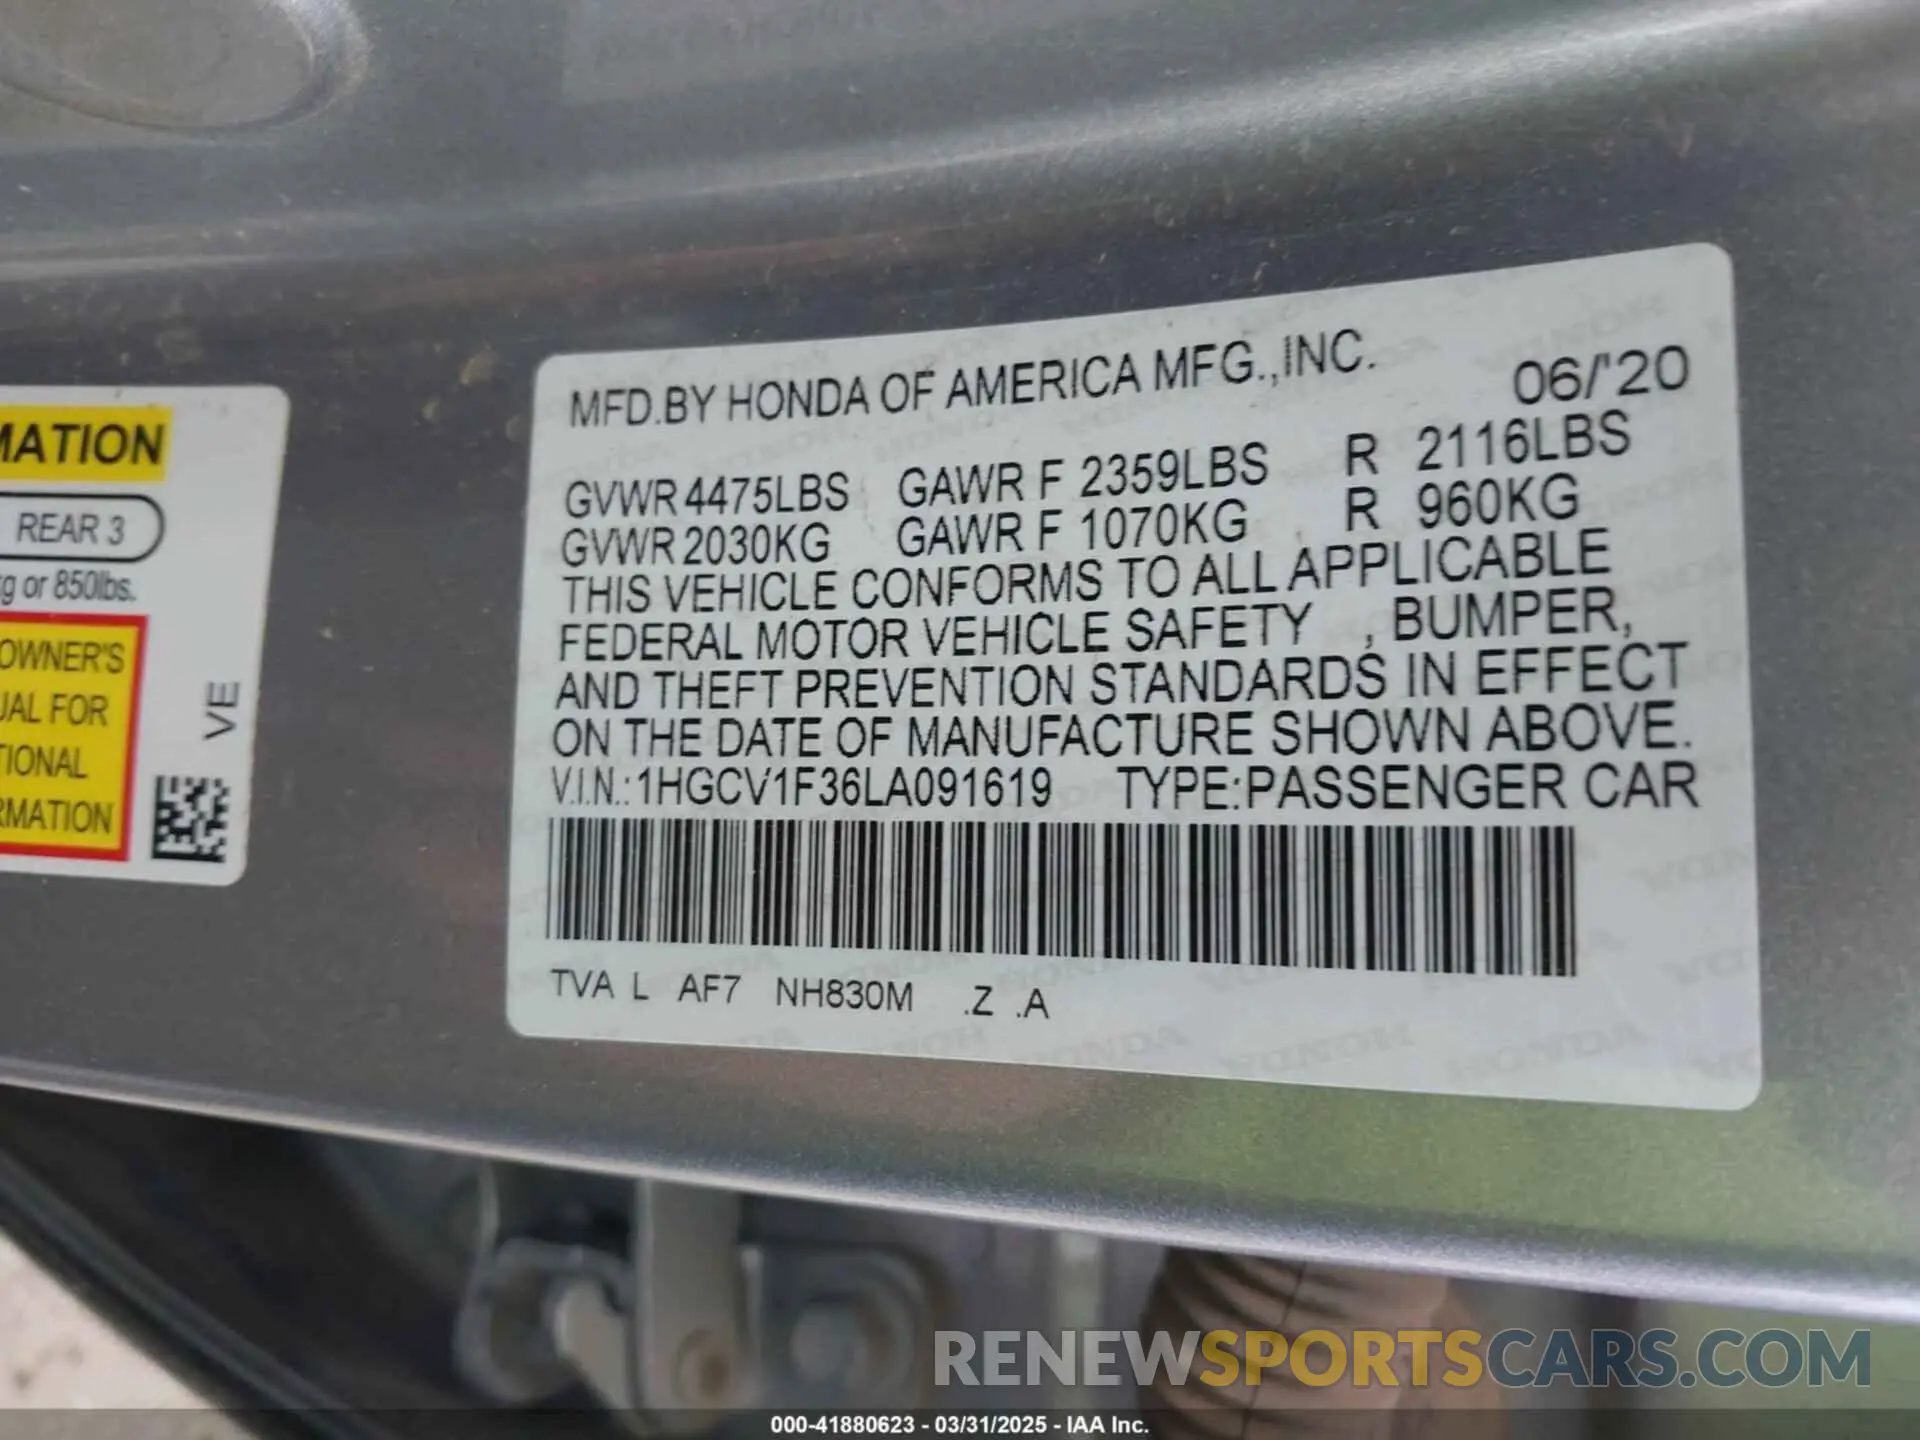 MATION
REAR 3
kg or 850lbs.
OWNER'S
UAL FOR
TIONAL
RMATION
VE
MFD.BY HONDA OF AMERICA MFG.,INC. 06/'20
GVWR 4475LBS GAWR F 2359LBS R 2116LBS
GVWR 2030KG GAWR F 1070KG R 960KG
THIS VEHICLE CONFORMS TO ALL APPLICABLE
FEDERAL MOTOR VEHICLE SAFETY , BUMPER,
AND THEFT PREVENTION STANDARDS IN EFFECT
ON THE DATE OF MANUFACTURE SHOWN ABOVE.
V.I.N.:1HGCV1F36LA091619 TYPE:PASSENGER CAR
TVA L AF7 NH830M .Z .A
RENEWSPORTSCARS.COM
000-41880623 - 03/31/2025 - IAA Inc.